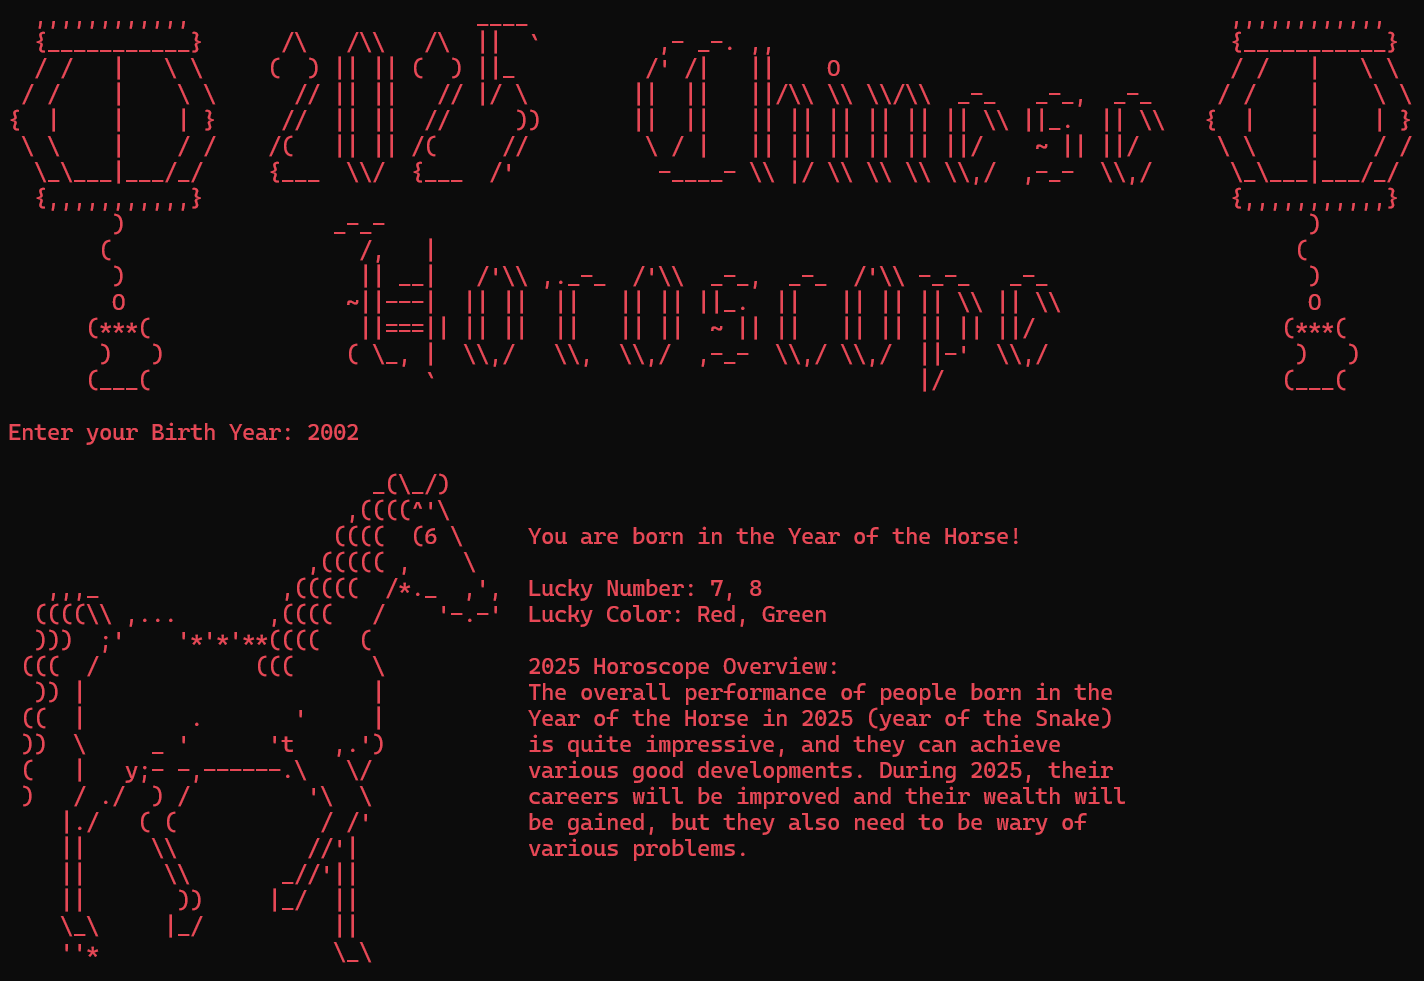 2025 Chinese
Horoscope
Enter your Birth Year: 2002
You are born in the Year of the Horse!
Lucky Number: 7, 8
Lucky Color: Red, Green
2025 Horoscope Overview:
The overall performance of people born in the
Year of the Horse in 2025 (year of the Snake)
is quite impressive, and they can achieve
various good developments. During 2025, their
careers will be improved and their wealth will
be gained, but they also need to be wary of
various problems.